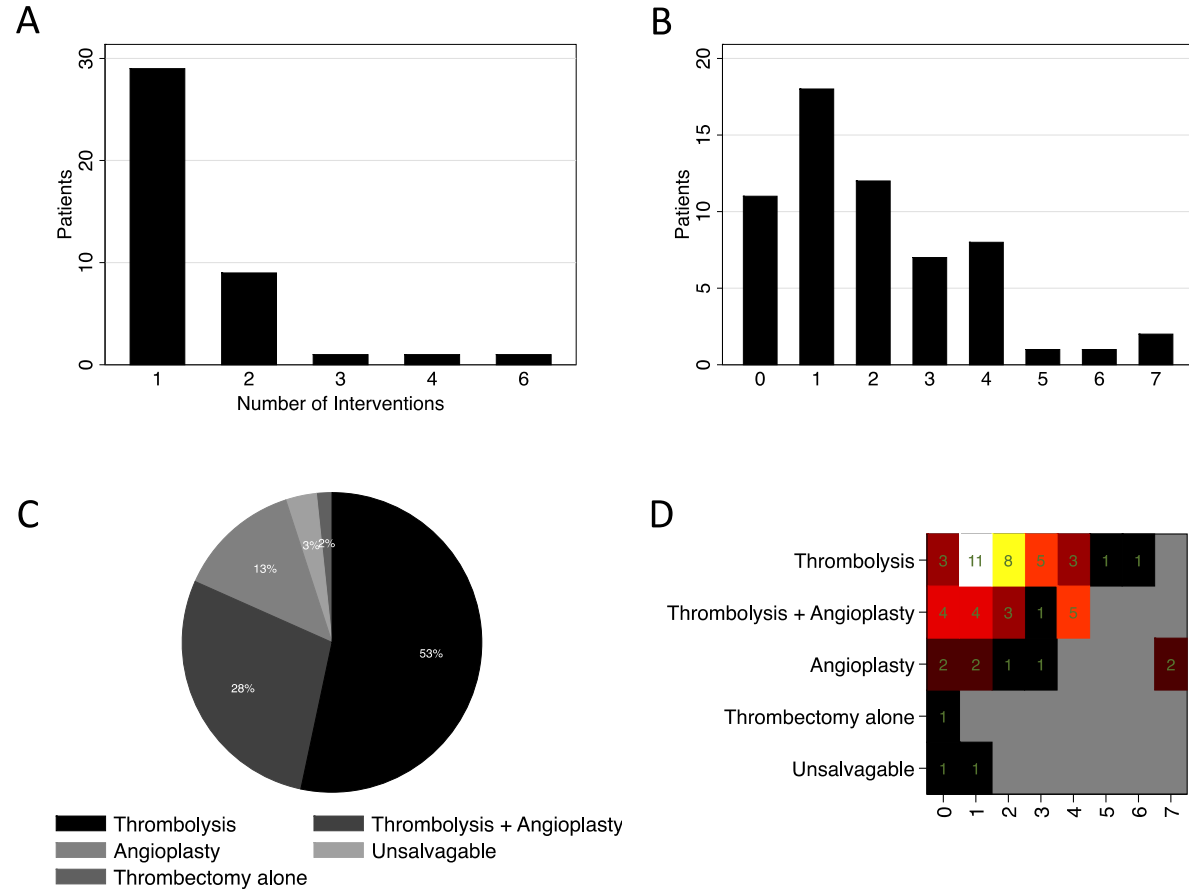 A
B
30
20
10
0
Patients
1 2 3 4 6
Number of Interventions
20
15
10
5
0
Patients
0 1 2 3 4 5 6 7
C
53%
28%
13%
3%
2%
Thrombolysis
Thrombolysis + Angioplasty
Angioplasty
Unsalvagable
Thrombectomy alone
D
Thrombolysis 3 11 8 5 3 1 1
Thrombolysis + Angioplasty 4 4 3 1 5
Angioplasty 2 2 1 1 2
Thrombectomy alone 1
Unsalvagable 1 1
0 1 2 3 4 5 6 7